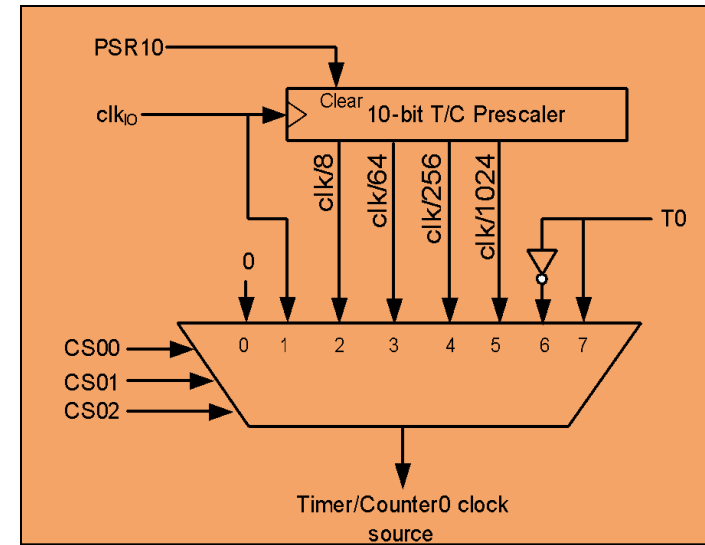 PSR10
Clear
clkIO
10-bit T/C Prescaler
clk/8
clk/64
clk/256
clk/1024
T0
0
0 1 2 3 4 5 6 7
CS00
CS01
CS02
Timer/Counter0 clock
source